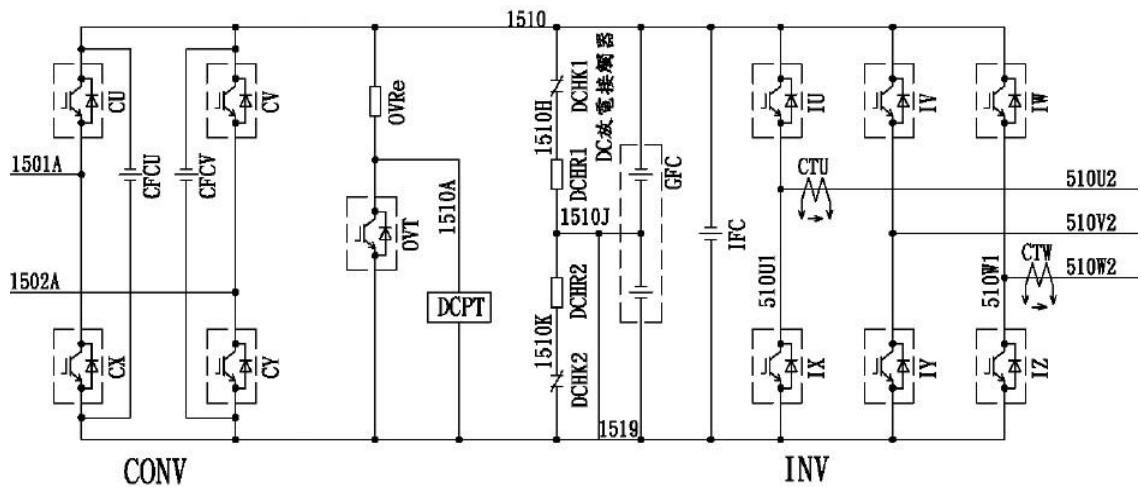 1510
CU
CV
CFCU
CFCV
1501A
1502A
CX
CY
OVRe
OVT
1510A
DCPT
DCHK1
1510H
DCHR1
1510J
DCHR2
1510K
DCHK2
DC放電接觸器
GFC
1519
IFC
IU
IV
IW
CTU
510U2
510V2
CTW
510W2
510U1
510W1
IX
IY
IZ
CONV
INV